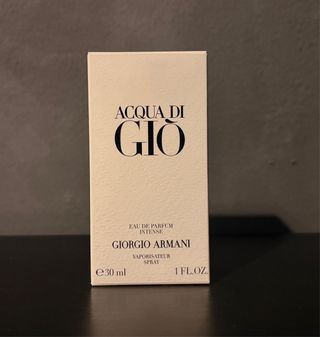 ACQUA DI
GIÒ
EAU DE PARFUM
INTENSE
GIORGIO ARMANI
VAPORISATEUR
SPRAY
℮30 ml 1 FL.OZ.